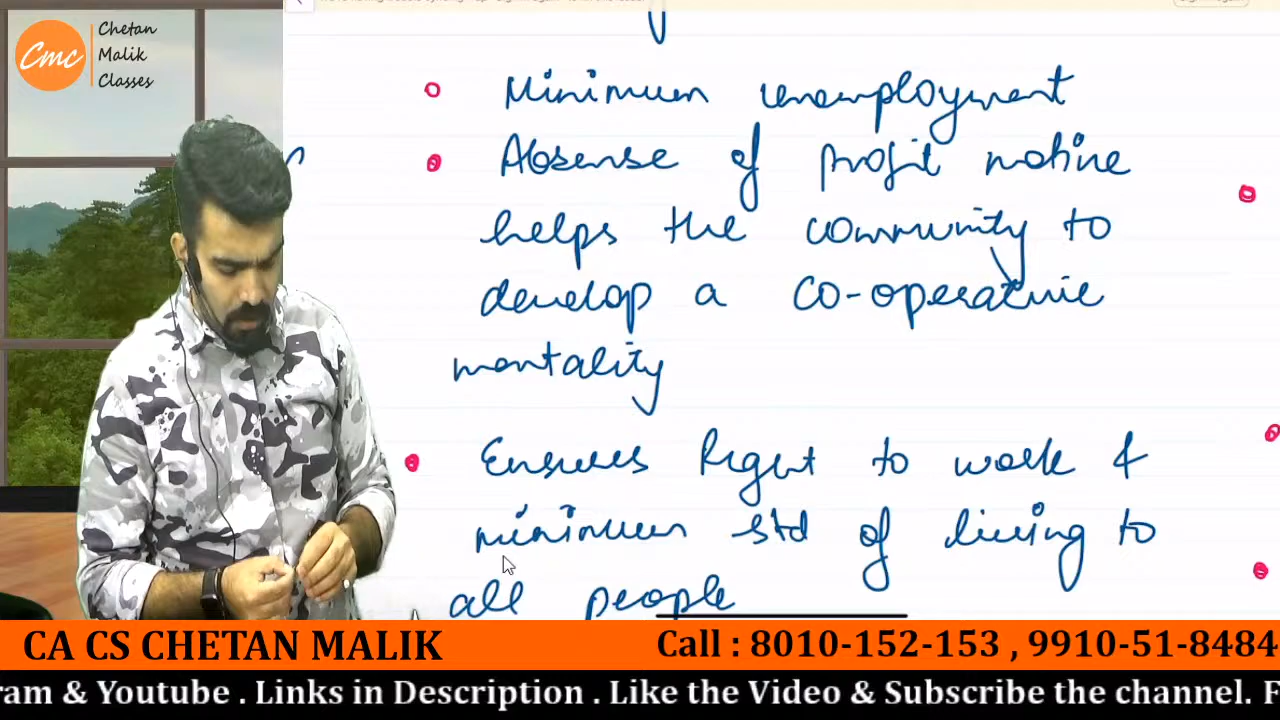 Cmc
Chetan
Malik
Classes
Minimum unemployment
Absense of profit motive
helps the community to
develop a co-operative
mentality
Ensures Right to work &
minimum std of living to
all people
CA CS CHETAN MALIK
Call : 8010-152-153 , 9910-51-8484
ram & Youtube . Links in Description . Like the Video & Subscribe the channel. F